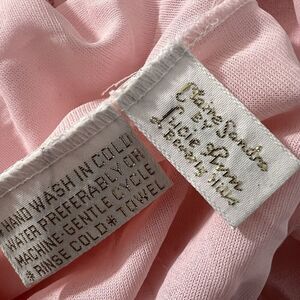 Claire Sandra
BY
Lucie Ann
of Beverly Hills
* HAND WASH IN COLD
WATER PREFERABLY OR
MACHINE-GENTLE CYCLE
* RINSE COLD * TOWEL